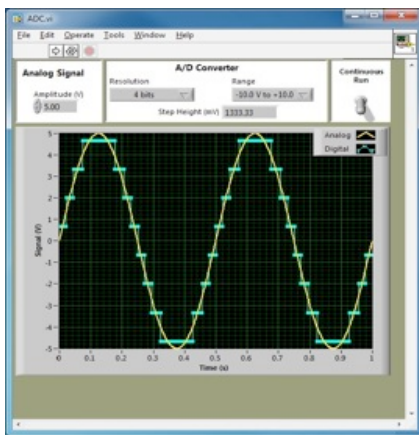 ADC.vi
File Edit Operate Tools Window Help
Analog Signal
Amplitude (V)
5.00
A/D Converter
Resolution
4 bits
Range
-10.0 V to +10.0
Step Height (mV) 1333.33
Continuous
Run
Analog
Digital
Signal (V)
5
4
3
2
1
0
-1
-2
-3
-4
-5
0 0.1 0.2 0.3 0.4 0.5 0.6 0.7 0.8 0.9 1
Time (s)